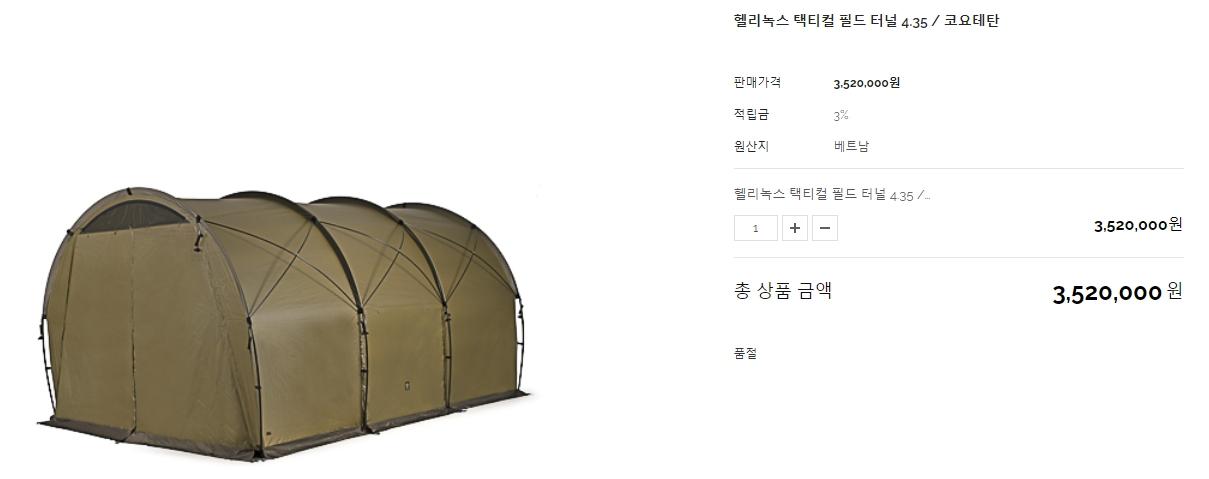 헬리녹스 택티컬 필드 터널 4.35 / 코요테탄
판매가격 3,520,000원
적립금 3%
원산지 베트남
헬리녹스 택티컬 필드 터널 4.35 /...
1 + - 3,520,000원
총 상품 금액 3,520,000 원
품절